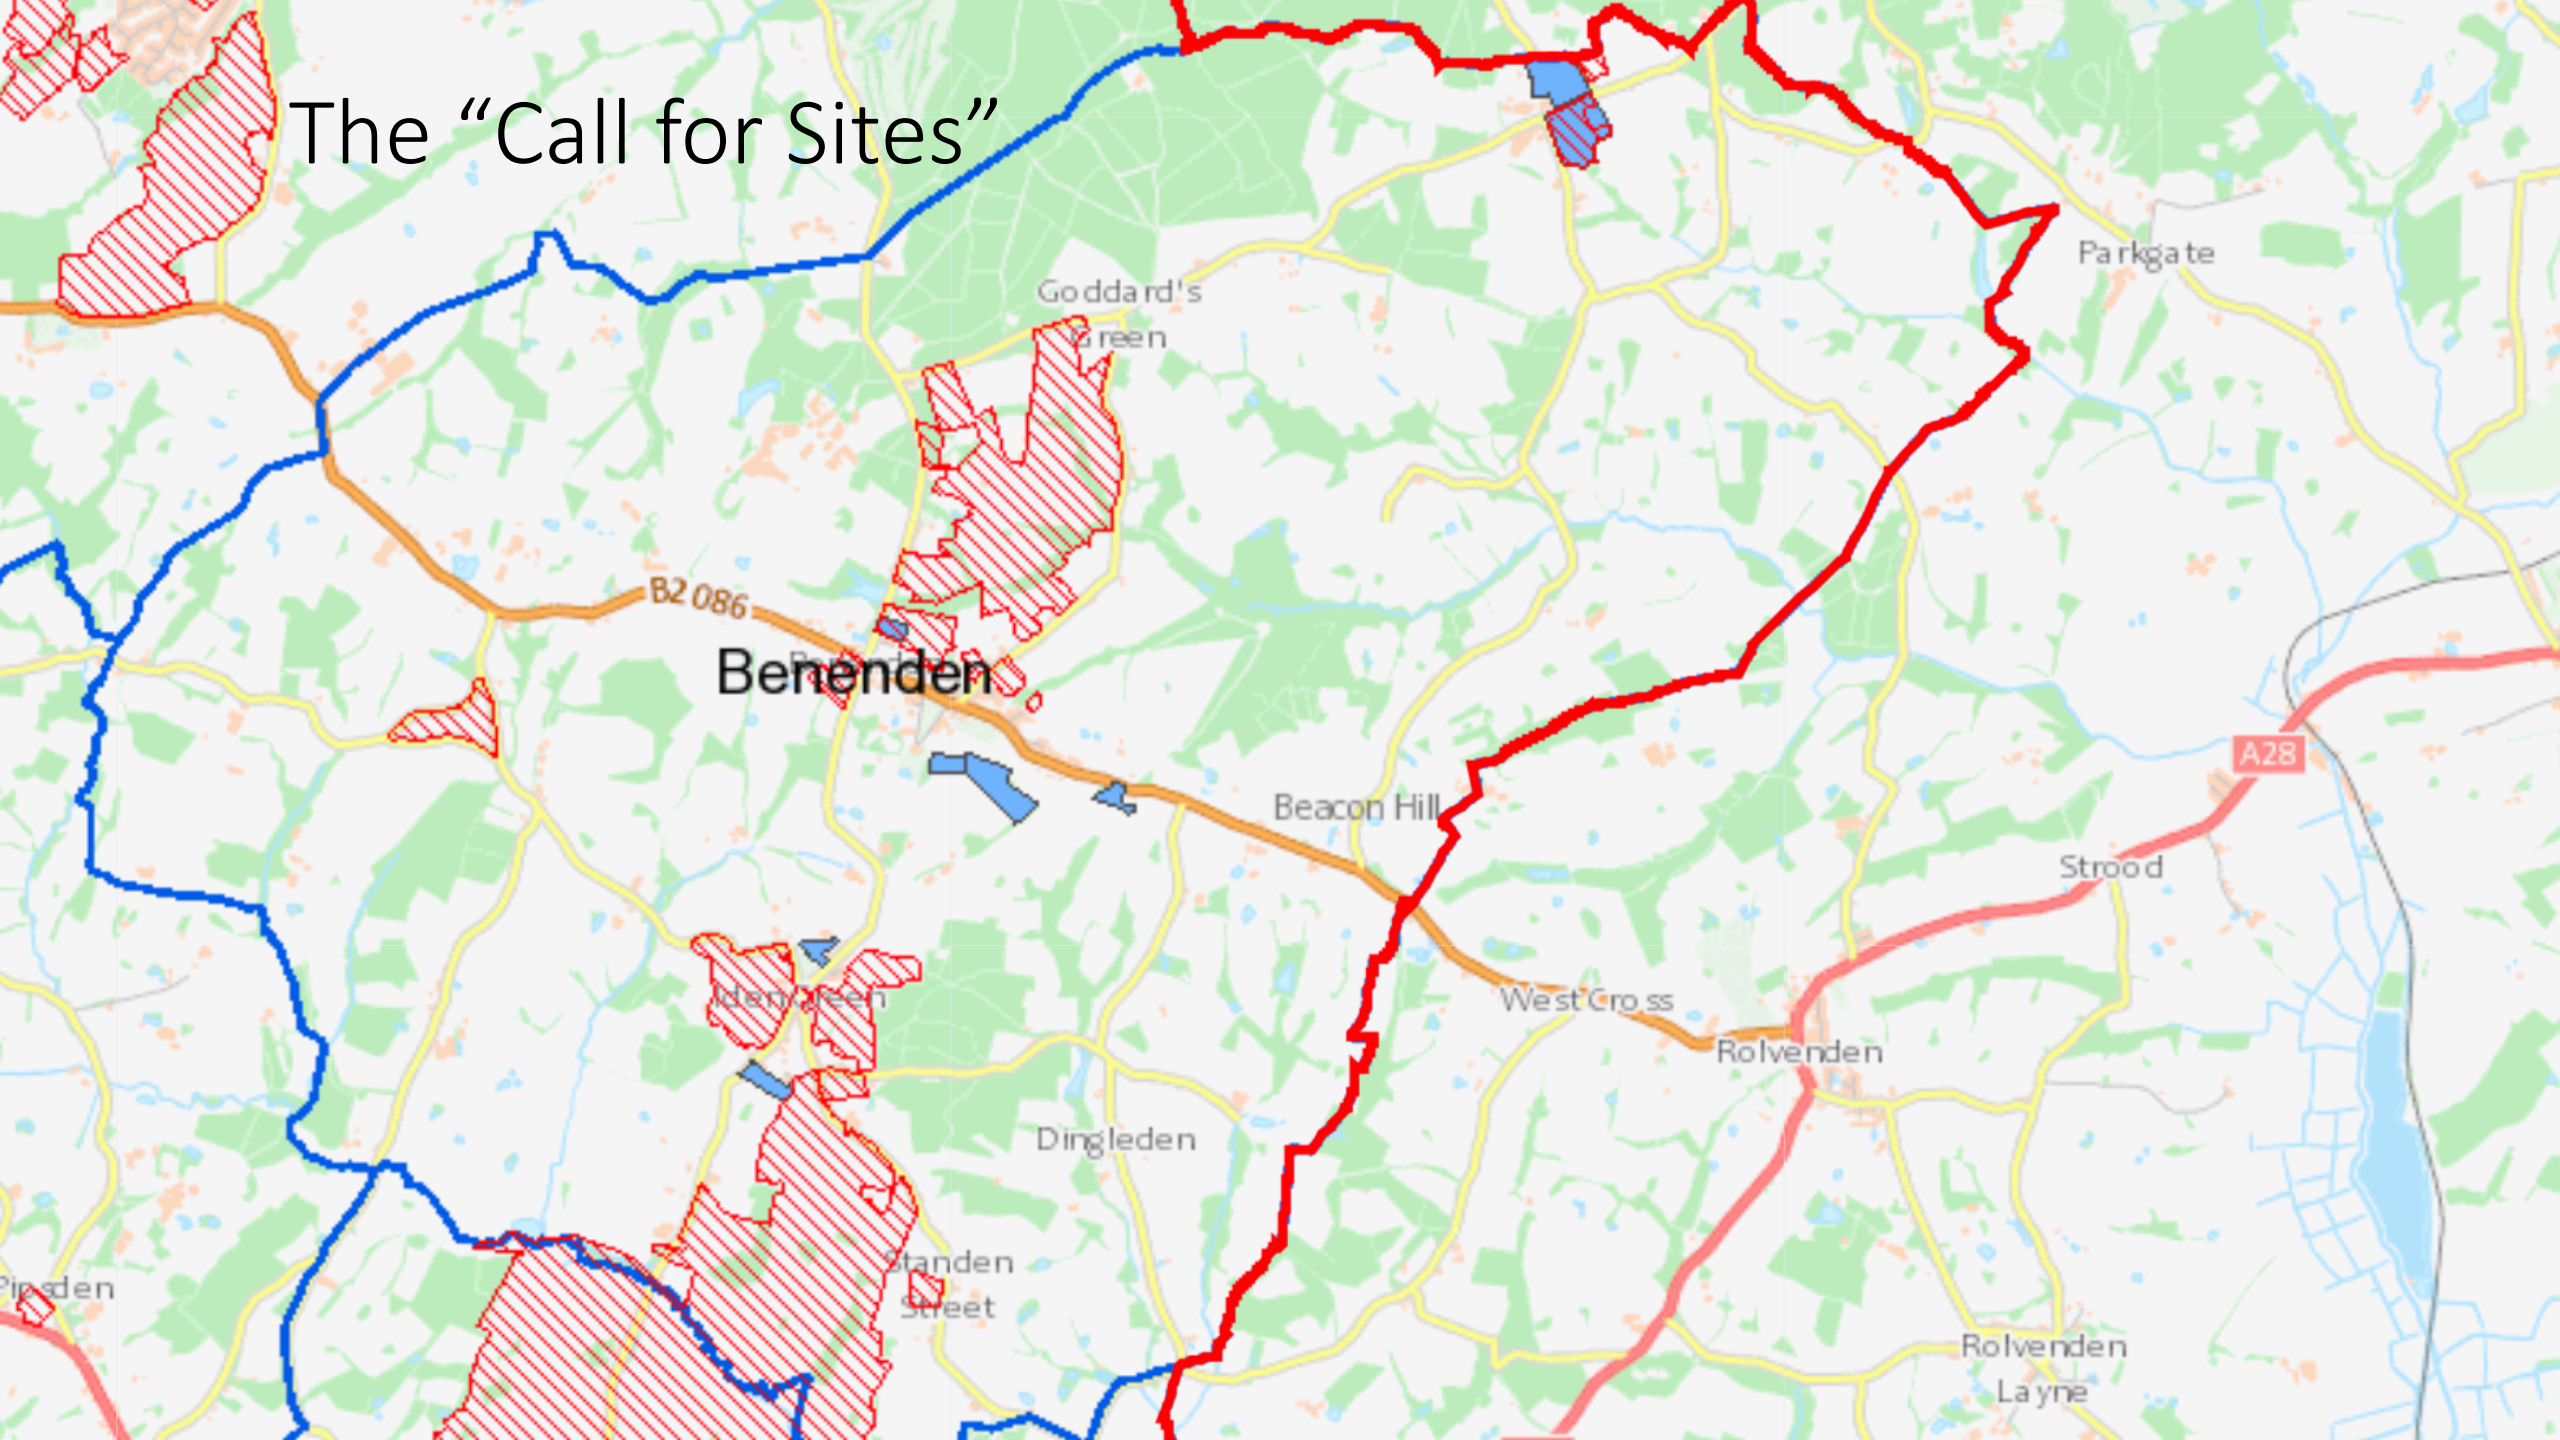 The “Call for Sites”
Parkgate
Goddard's
Green
B2086
Benenden
A28
Beacon Hill
Strood
Iden Green
West Cross
Rolvenden
Dingleden
Standen
Street
Pipsden
Rolvenden
Layne